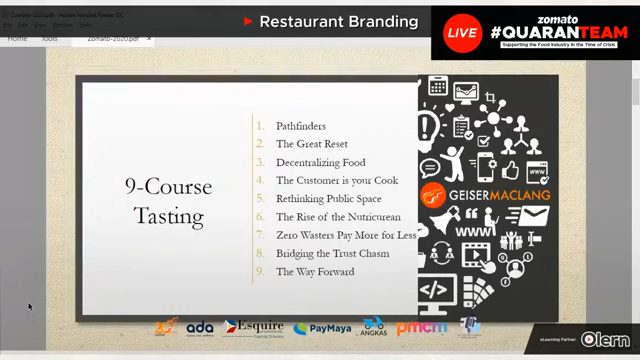 Restaurant Branding
LIVE
zomato
#QUARANTEAM
Supporting the Food Industry in the Time of Crisis
Home Tools Zomato-2020.pdf ×
9-Course
Tasting
1. Pathfinders
2. The Great Reset
3. Decentralizing Food
4. The Customer is your Cook
5. Rethinking Public Space
6. The Rise of the Nutricurean
7. Zero Wasters Pay More for Less
8. Bridging the Trust Chasm
9. The Way Forward
GEISERMACLANG
WWW
</>
ada Esquire PayMaya ANGKAS pmcm
eLearning Partner: Olern